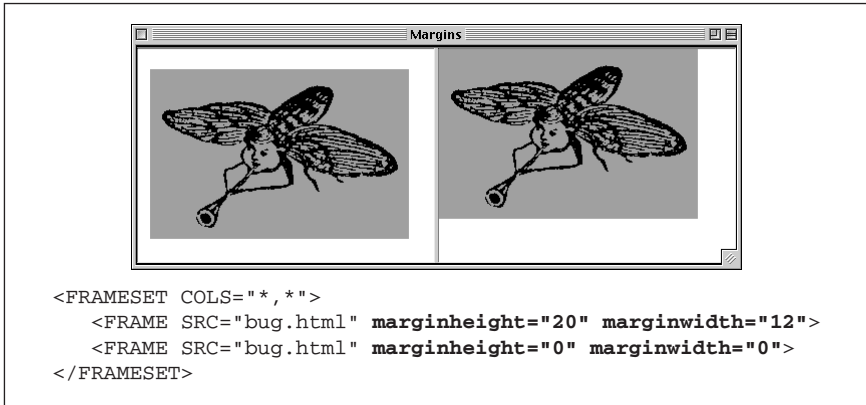 Margins
<FRAMESET COLS="*,*">
<FRAME SRC="bug.html" marginheight="20" marginwidth="12">
<FRAME SRC="bug.html" marginheight="0" marginwidth="0">
</FRAMESET>